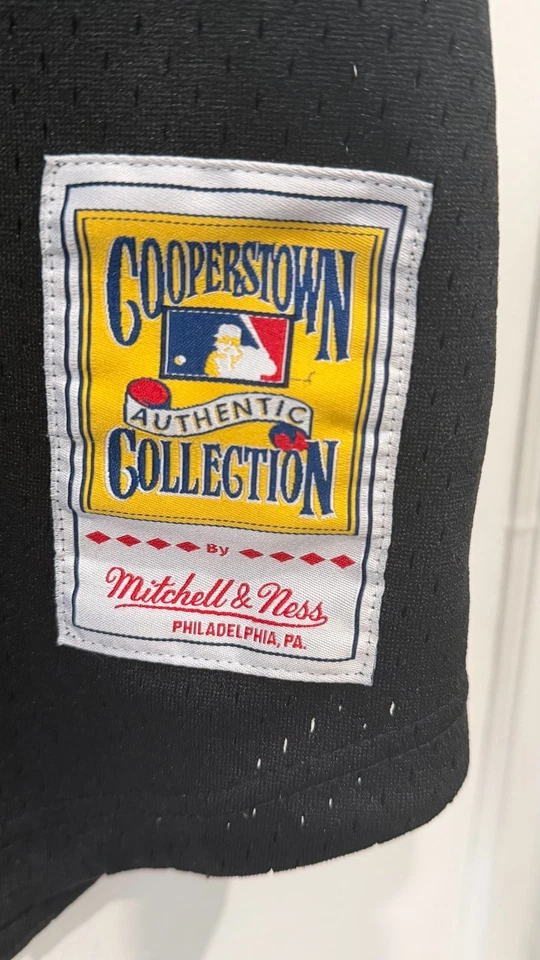 COOPERSTOWN
AUTHENTIC
COLLECTION
By
Mitchell & Ness
PHILADELPHIA, PA.